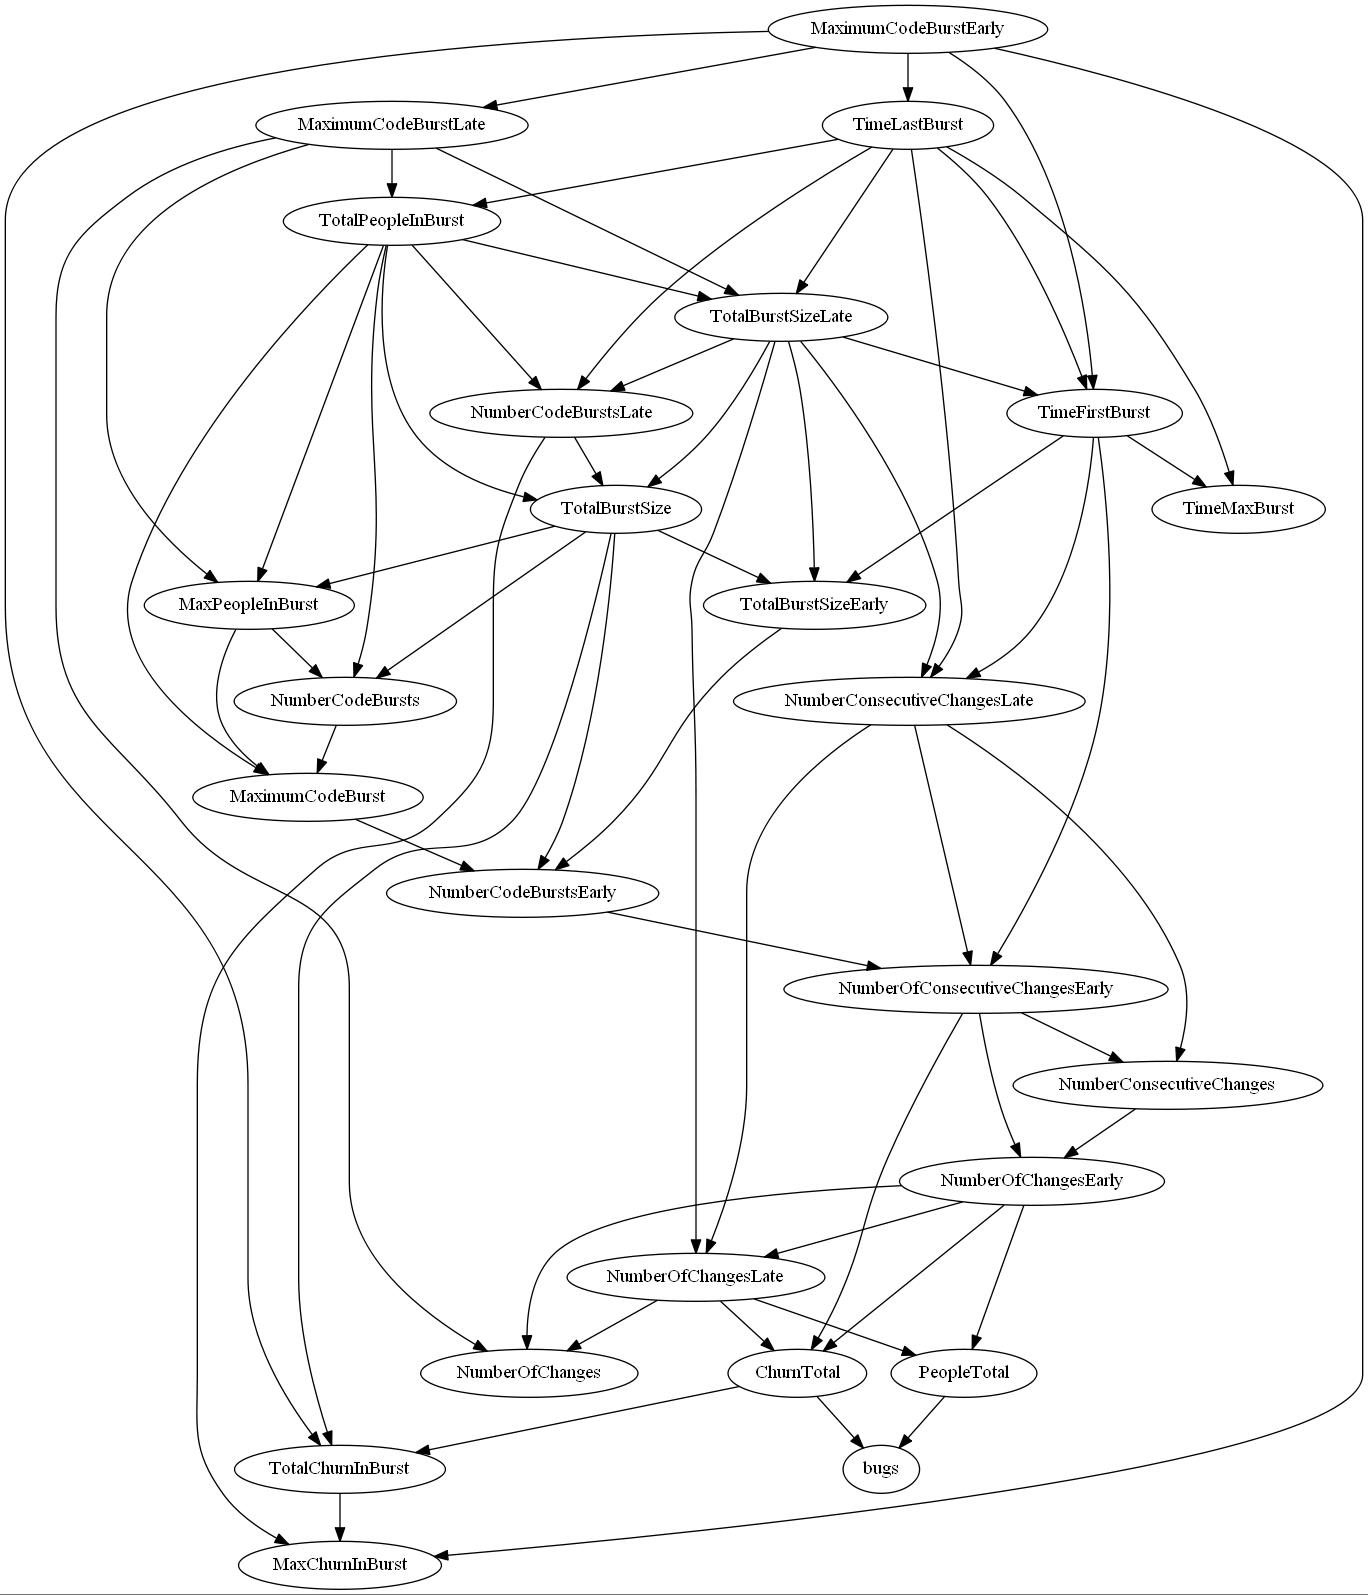 MaximumCodeBurstEarly
MaximumCodeBurstLate
TimeLastBurst
TotalPeopleInBurst
TotalBurstSizeLate
NumberCodeBurstsLate
TimeFirstBurst
TotalBurstSize
TimeMaxBurst
MaxPeopleInBurst
TotalBurstSizeEarly
NumberCodeBursts
NumberConsecutiveChangesLate
MaximumCodeBurst
NumberCodeBurstsEarly
NumberOfConsecutiveChangesEarly
NumberConsecutiveChanges
NumberOfChangesEarly
NumberOfChangesLate
NumberOfChanges
ChurnTotal
PeopleTotal
TotalChurnInBurst
bugs
MaxChurnInBurst